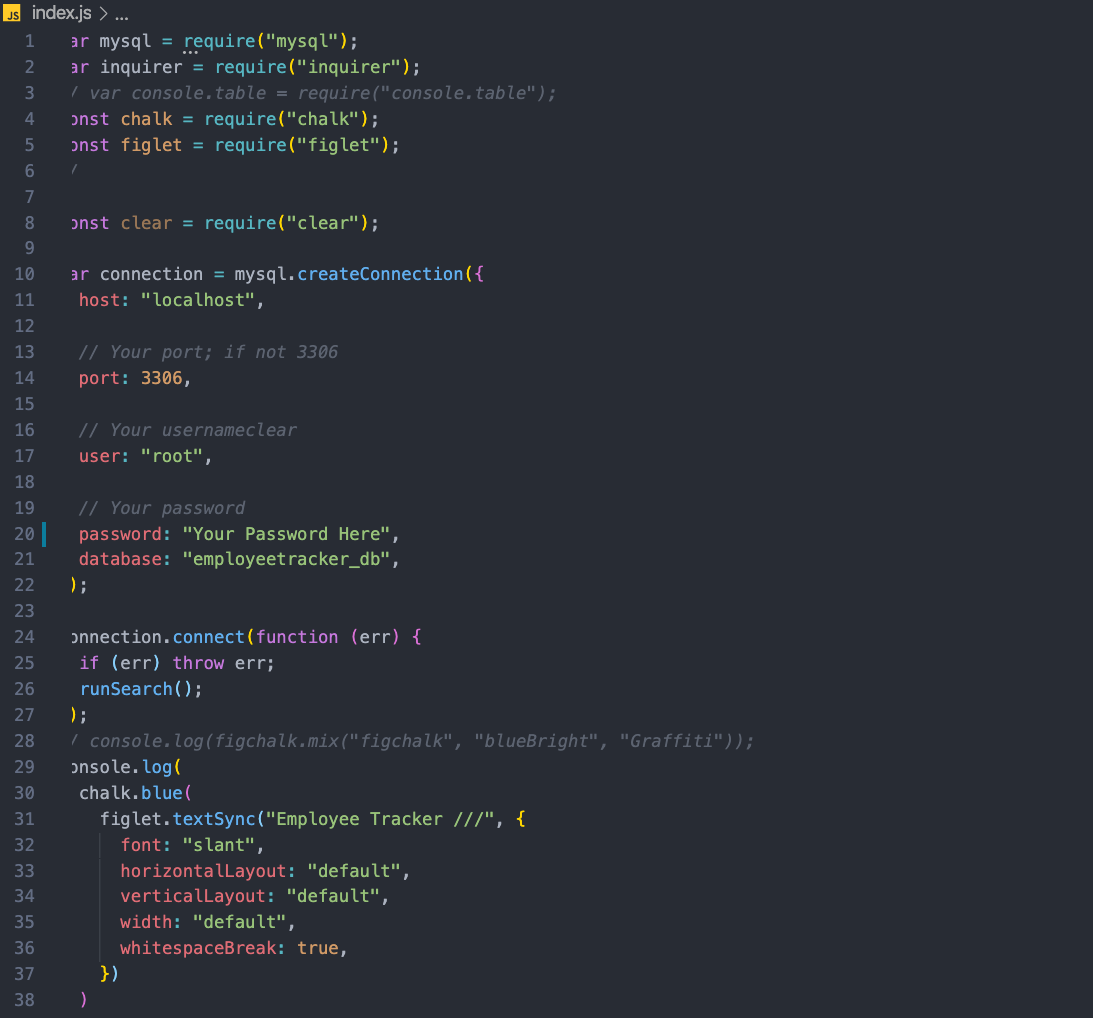 JS index.js > ...
1 ar mysql = require("mysql");
2 ar inquirer = require("inquirer");
3 / var console.table = require("console.table");
4 onst chalk = require("chalk");
5 onst figlet = require("figlet");
6 /
7
8 onst clear = require("clear");
9
10 ar connection = mysql.createConnection({
11 host: "localhost",
12
13 // Your port; if not 3306
14 port: 3306,
15
16 // Your usernameclear
17 user: "root",
18
19 // Your password
20 password: "Your Password Here",
21 database: "employeetracker_db",
22 );
23
24 onnection.connect(function (err) {
25 if (err) throw err;
26 runSearch();
27 );
28 / console.log(figchalk.mix("figchalk", "blueBright", "Graffiti"));
29 onsole.log(
30 chalk.blue(
31 figlet.textSync("Employee Tracker ///", {
32 font: "slant",
33 horizontalLayout: "default",
34 verticalLayout: "default",
35 width: "default",
36 whitespaceBreak: true,
37 })
38 )